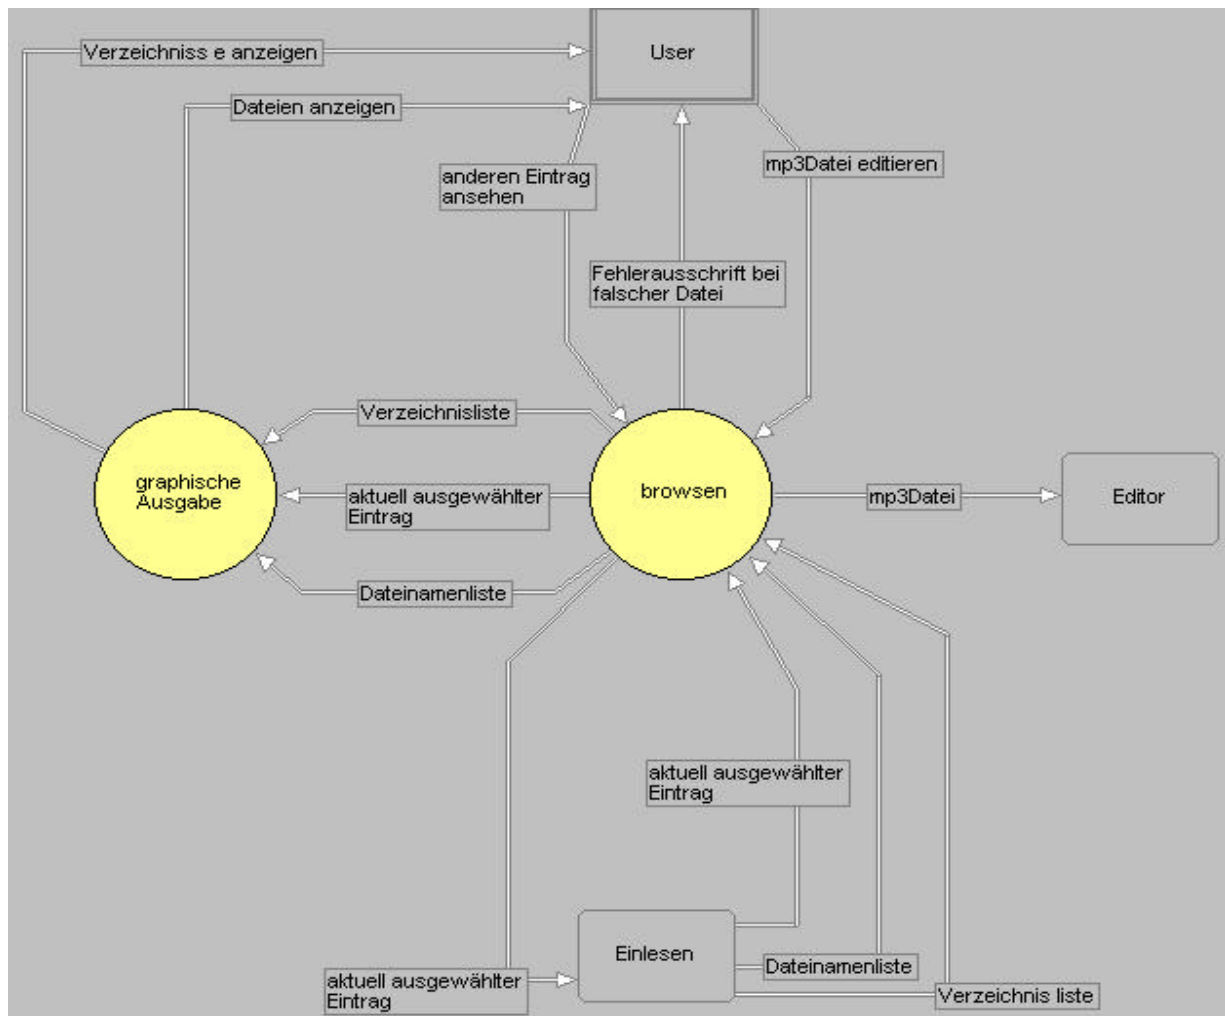 User
Verzeichniss e anzeigen
Dateien anzeigen
anderen Eintrag
ansehen
mp3Datei editieren
Fehlerausschrift bei
falscher Datei
Verzeichnisliste
graphische
Ausgabe
aktuell ausgewählter
Eintrag
browsen
mp3Datei
Editor
Dateinamenliste
aktuell ausgewählter
Eintrag
Einlesen
aktuell ausgewählter
Eintrag
Dateinamenliste
Verzeichnis liste